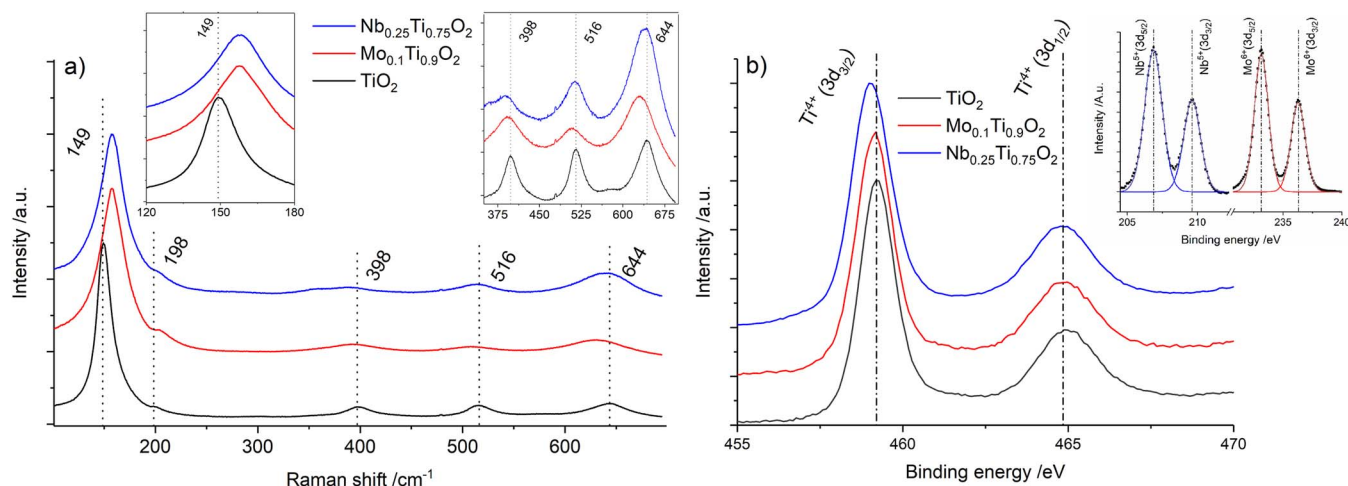 a)
149
Nb0.25Ti0.75O2
Mo0.1Ti0.9O2
TiO2
120 150 180
398 516 644
375 450 525 600 675
149
198
398
516
644
Intensity /a.u.
200 300 400 500 600
Raman shift /cm-1
b)
Ti4+ (3d3/2)
Ti4+ (3d1/2)
TiO2
Mo0.1Ti0.9O2
Nb0.25Ti0.75O2
Intensity /a.u.
455 460 465 470
Binding energy /eV
Nb5+(3d5/2)
Nb5+(3d3/2)
Mo6+(3d5/2)
Mo6+(3d3/2)
Intensity /A.u.
204 210 235 240
Binding energy /eV